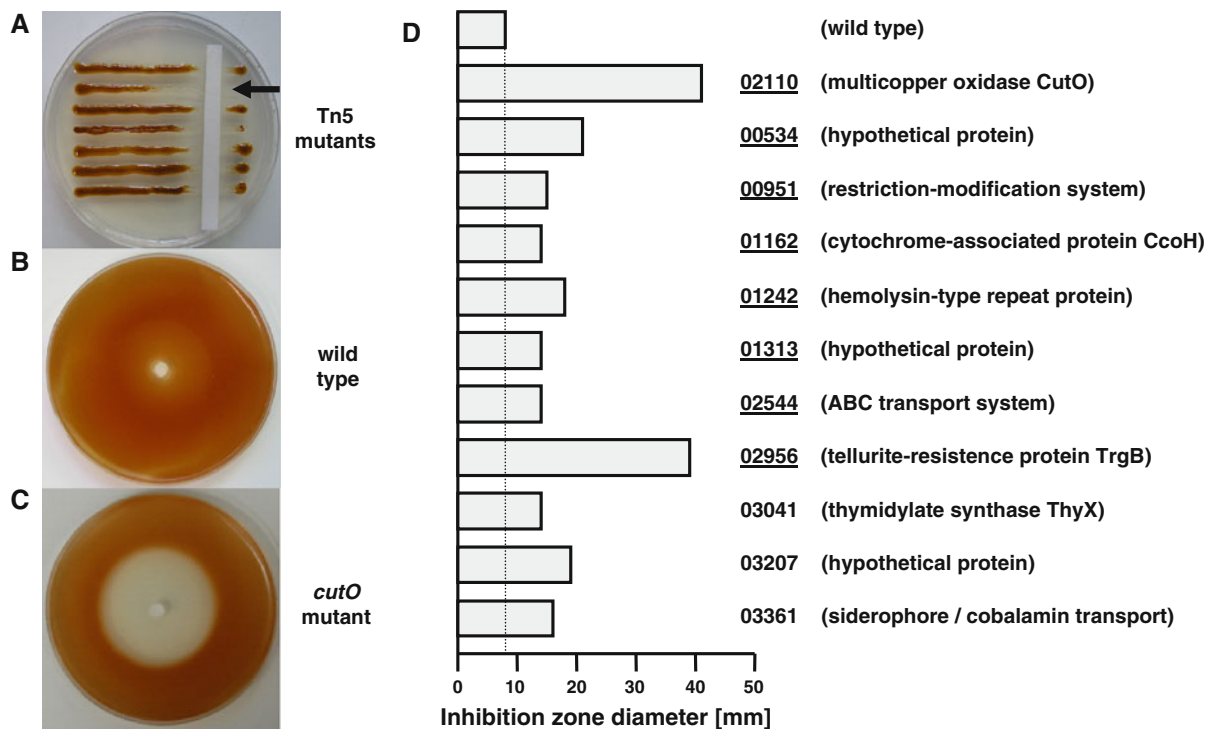 A
Tn5
mutants
B
wild
type
C
cutO
mutant
D
(wild type)
02110 (multicopper oxidase CutO)
00534 (hypothetical protein)
00951 (restriction-modification system)
01162 (cytochrome-associated protein CcoH)
01242 (hemolysin-type repeat protein)
01313 (hypothetical protein)
02544 (ABC transport system)
02956 (tellurite-resistence protein TrgB)
03041 (thymidylate synthase ThyX)
03207 (hypothetical protein)
03361 (siderophore / cobalamin transport)
0 10 20 30 40 50
Inhibition zone diameter [mm]